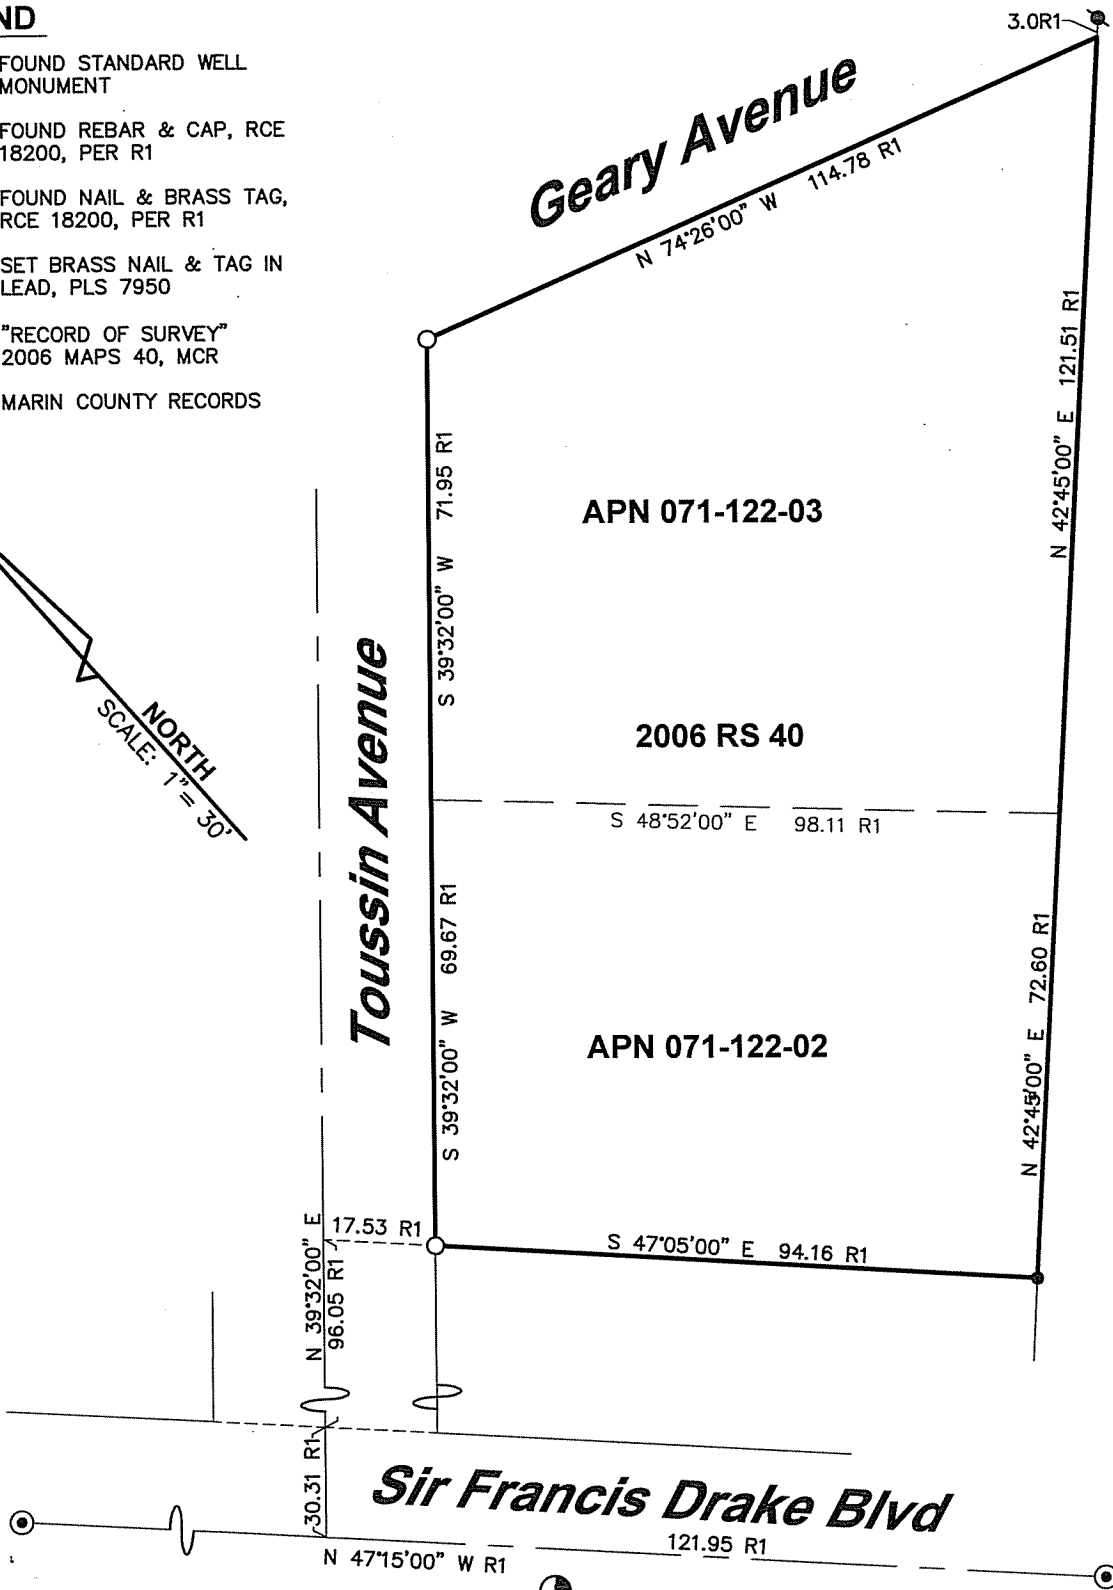 ND
FOUND STANDARD WELL
MONUMENT
FOUND REBAR & CAP, RCE
18200, PER R1
FOUND NAIL & BRASS TAG,
RCE 18200, PER R1
SET BRASS NAIL & TAG IN
LEAD, PLS 7950
"RECORD OF SURVEY"
2006 MAPS 40, MCR
MARIN COUNTY RECORDS
3.0R1
Geary Avenue
N 74°26'00" W 114.78 R1
N 42°45'00" E 121.51 R1
S 39°32'00" W 71.95 R1
APN 071-122-03
NORTH
SCALE: 1"= 30'
Toussin Avenue
2006 RS 40
S 48°52'00" E 98.11 R1
S 39°32'00" W 69.67 R1
N 42°45'00" E 72.60 R1
APN 071-122-02
N 39°32'00" E
96.05 R1
17.53 R1
S 47°05'00" E 94.16 R1
30.31 R1
Sir Francis Drake Blvd
121.95 R1
N 47°15'00" W R1